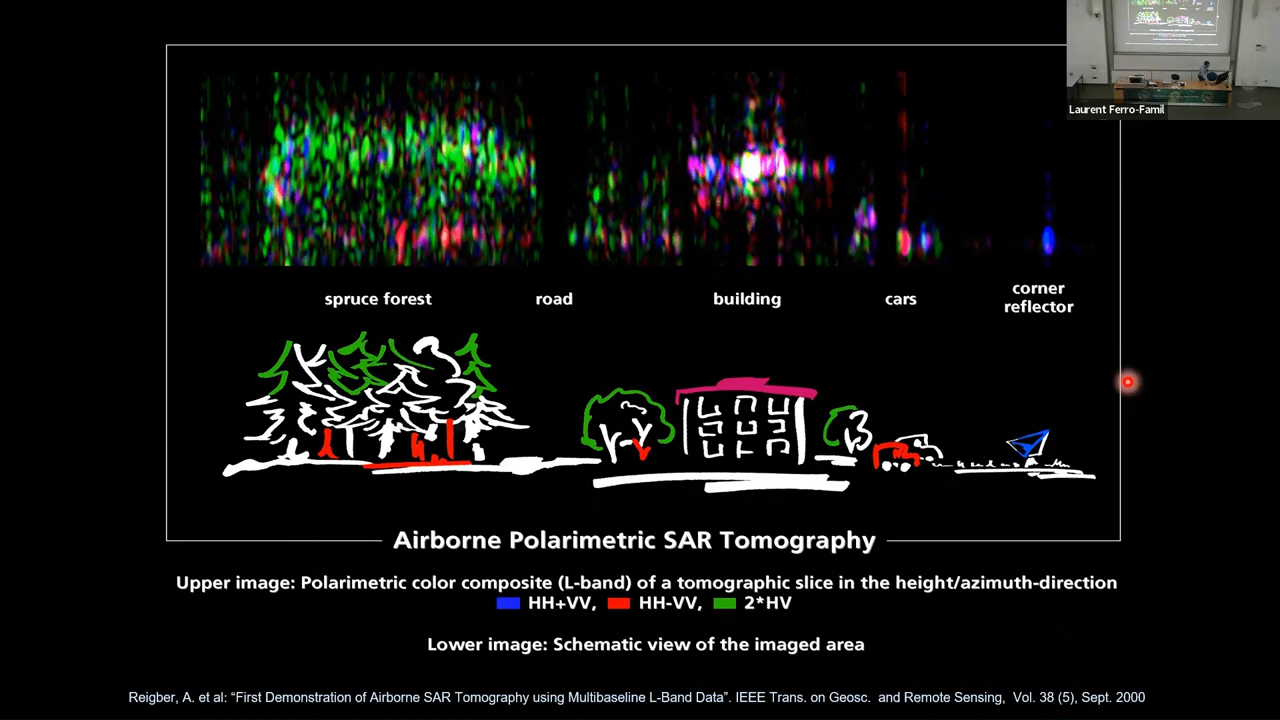 Laurent Ferro-Famil
spruce forest
road
building
cars
corner
reflector
Airborne Polarimetric SAR Tomography
Upper image: Polarimetric color composite (L-band) of a tomographic slice in the height/azimuth-direction
HH+VV, HH-VV, 2*HV
Lower image: Schematic view of the imaged area
Reigber, A. et al: “First Demonstration of Airborne SAR Tomography using Multibaseline L-Band Data”. IEEE Trans. on Geosc. and Remote Sensing, Vol. 38 (5), Sept. 2000